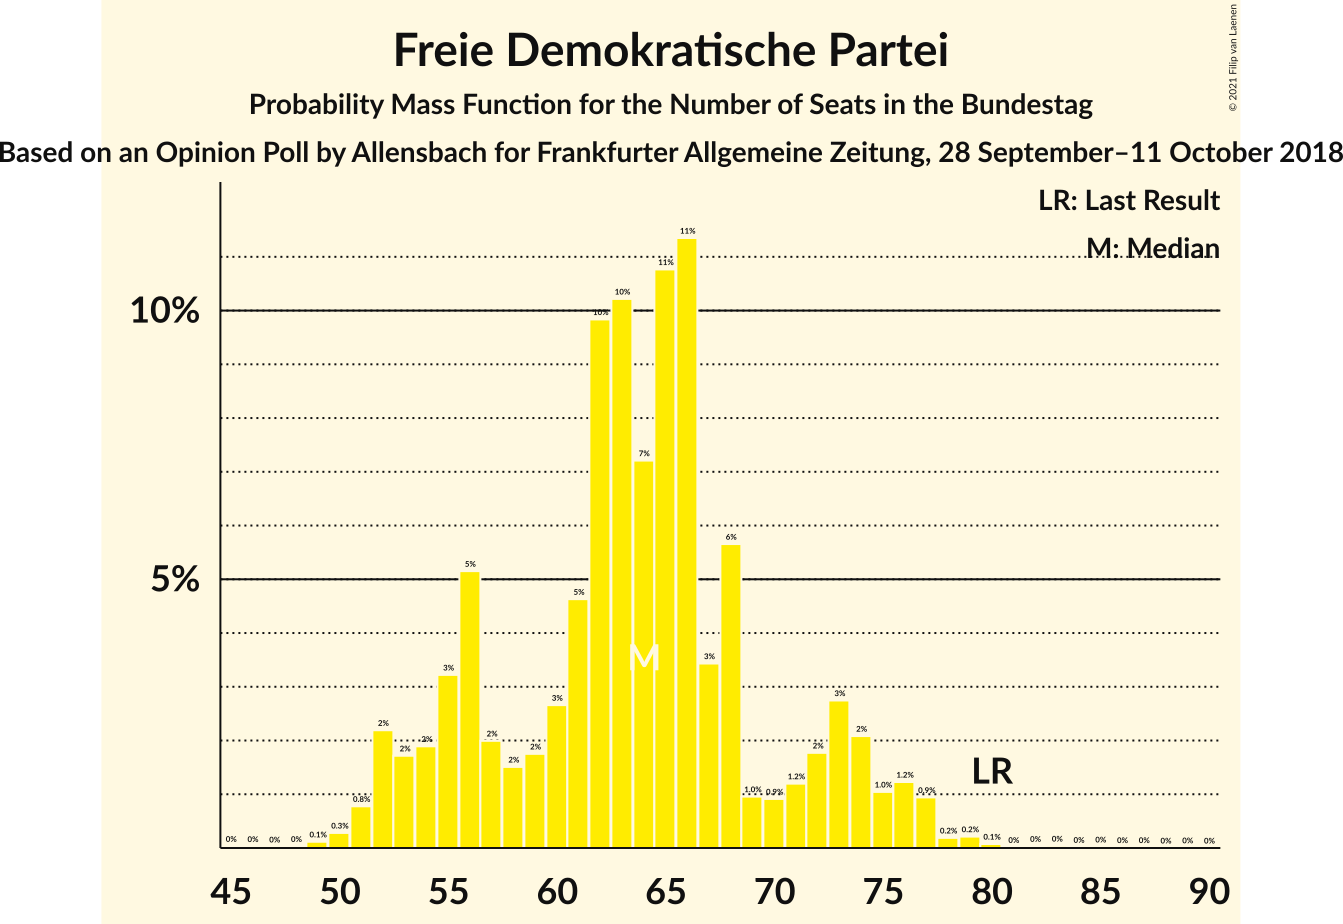 Freie Demokratische Partei
Probability Mass Function for the Number of Seats in the Bundestag
Based on an Opinion Poll by Allensbach for Frankfurter Allgemeine Zeitung, 28 September–11 October 2018
© 2021 Filip van Laenen
LR: Last Result
M: Median
10%
5%
0% 0% 0% 0% 0.1% 0.3% 0.8% 2% 2% 2% 3% 5% 2% 2% 2% 3% 5% 10% 10% 7% 11% 11% 3% 6% 1.0% 0.9% 1.2% 2% 3% 2% 1.0% 1.2% 0.9% 0.2% 0.2% 0.1% 0% 0% 0% 0% 0% 0% 0% 0% 0% 0%
M
LR
45 50 55 60 65 70 75 80 85 90